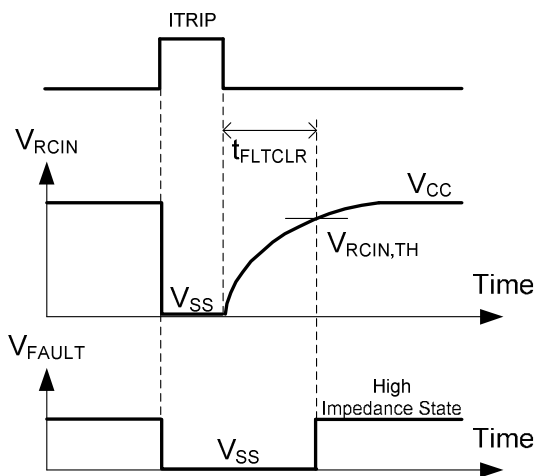 ITRIP
VRCIN
tFLTCLR
VCC
VRCIN,TH
VSS
Time
VFAULT
High
Impedance State
VSS
Time